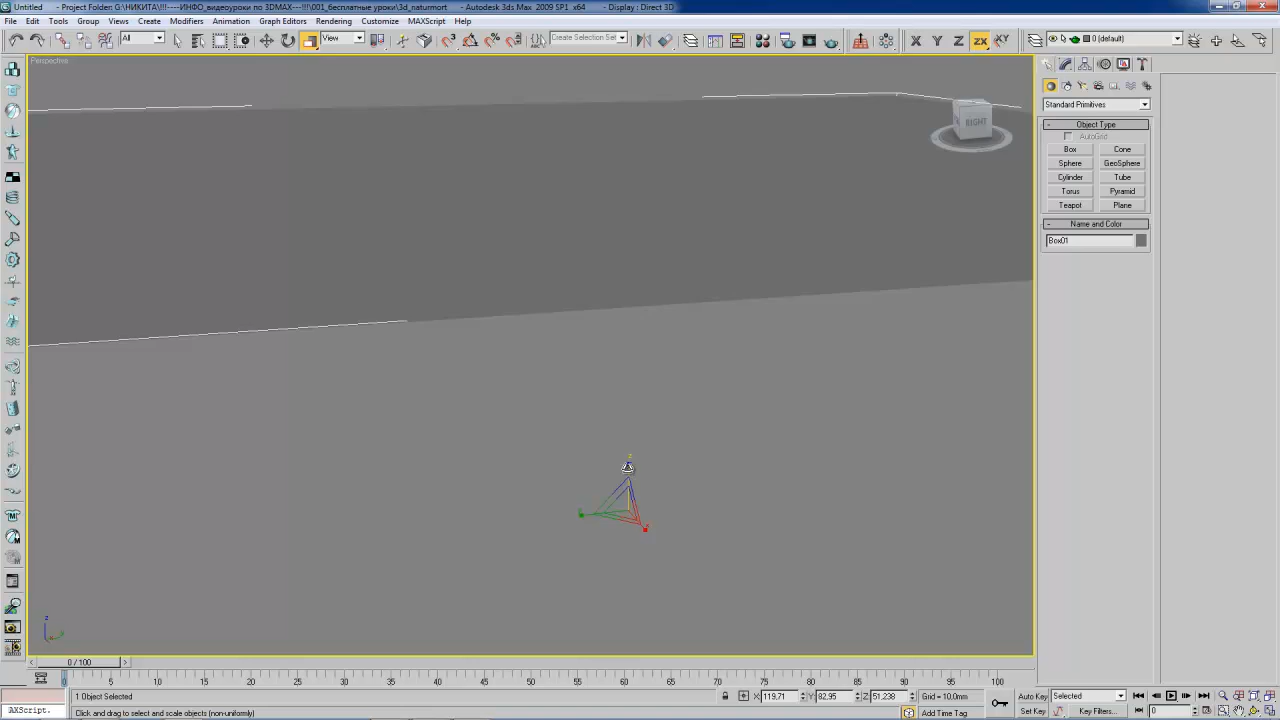 Untitled - Project Folder: G:\НИКИТА\!!!----ИНФО_видеоуроки по 3DMAX---!!!\001_бесплатные уроки\3d_naturmort - Autodesk 3ds Max 2009 SP1 x64 - Display : Direct 3D
File Edit Tools Group Views Create Modifiers Animation Graph Editors Rendering Customize MAXScript Help
All View Create Selection Set X Y Z ZX XY 0 (default)
Perspective
RIGHT
Standard Primitives
- Object Type
AutoGrid
Box Cone
Sphere GeoSphere
Cylinder Tube
Torus Pyramid
Teapot Plane
- Name and Color
Box01
z
x
z
0 / 100
0 5 10 15 20 25 30 35 40 45 50 55 60 65 70 75 80 85 90 95 100
1 Object Selected X: 119,71 Y: 82,95 Z: 51,238 Grid = 10,0mm Auto Key Selected
AXScript. Click and drag to select and scale objects (non-uniformly) Add Time Tag Set Key Key Filters... 0